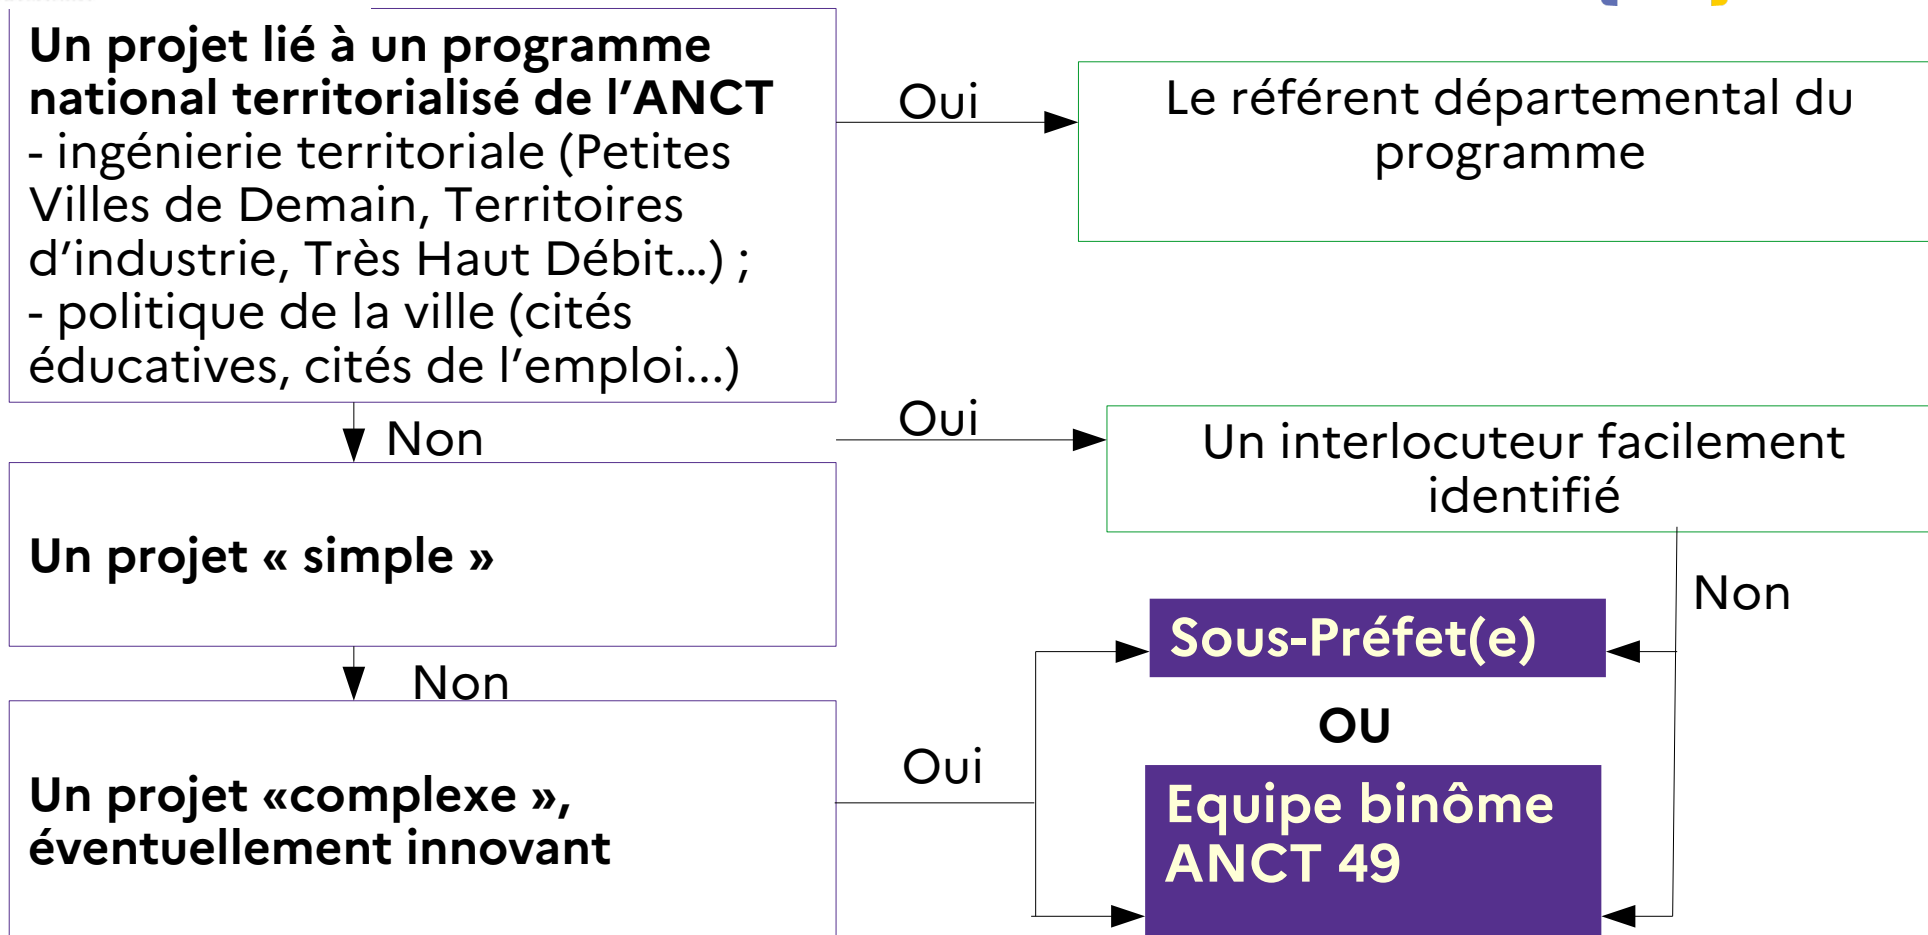 Un projet lié à un programme
national territorialisé de l’ANCT
- ingénierie territoriale (Petites
Villes de Demain, Territoires
d’industrie, Très Haut Débit…) ;
- politique de la ville (cités
éducatives, cités de l’emploi...)
Oui
Le référent départemental du
programme
Non
Oui
Un interlocuteur facilement
identifié
Un projet « simple »
Non
Sous-Préfet(e)
Non
OU
Un projet «complexe »,
éventuellement innovant
Oui
Equipe binôme
ANCT 49